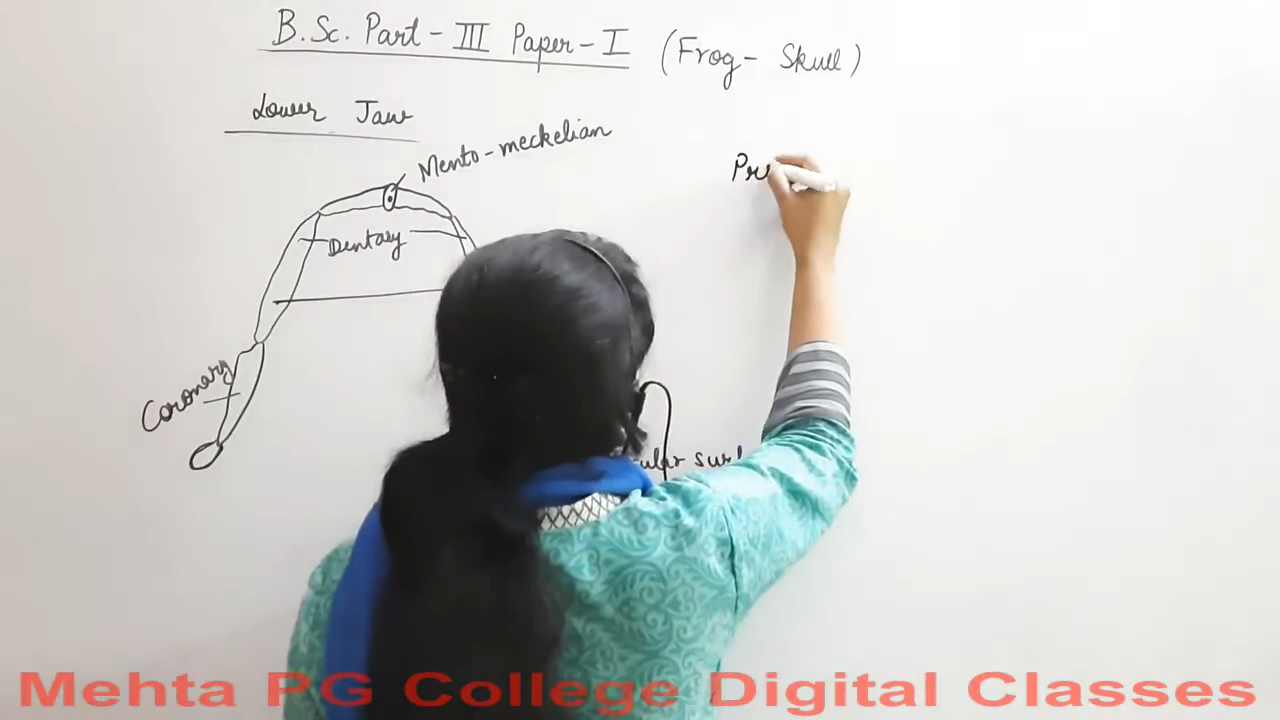 B.Sc. Part - III Paper - I (Frog - Skull)
Lower Jaw
Mento-meckelian
Dentary
Coronary
Mehta PG College Digital Classes